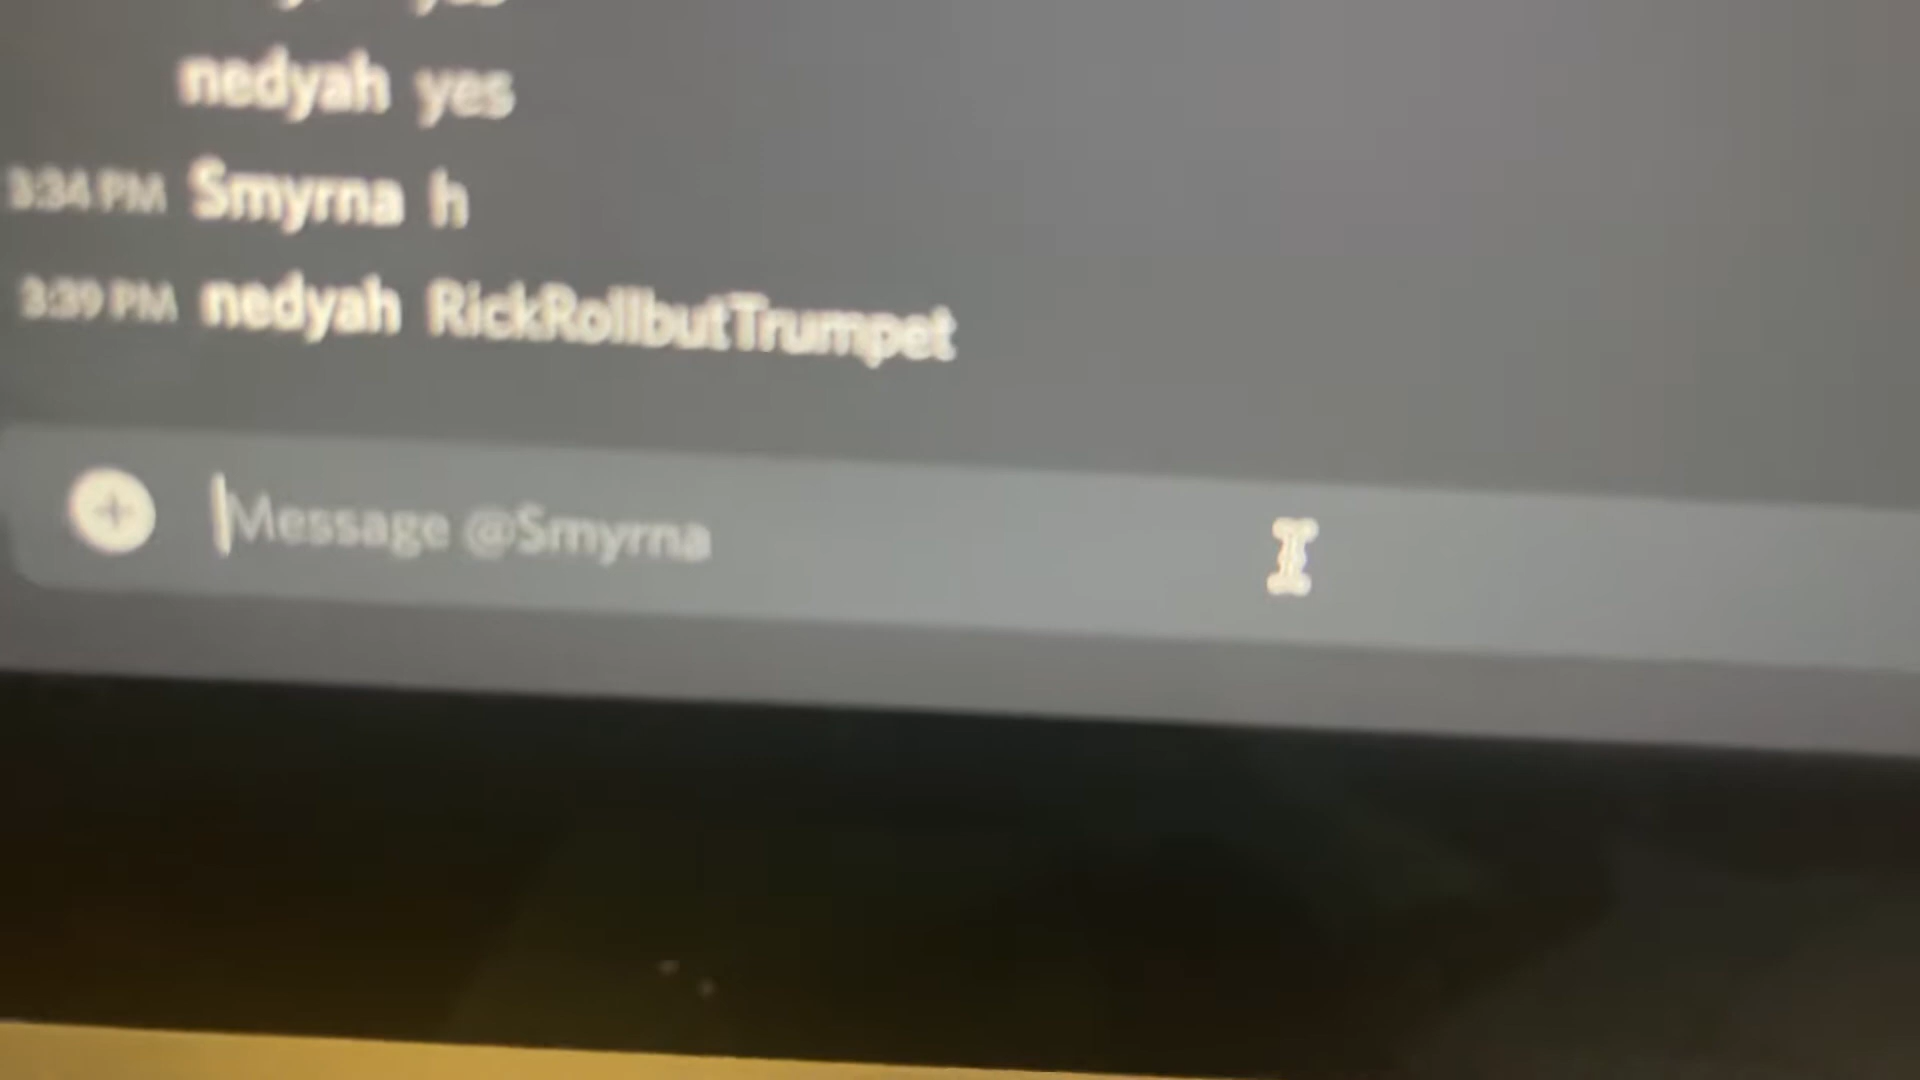 nedyah yes
3:34 PM Smyrna h
3:39 PM nedyah RickRollbutTrumpet
Message @Smyrna